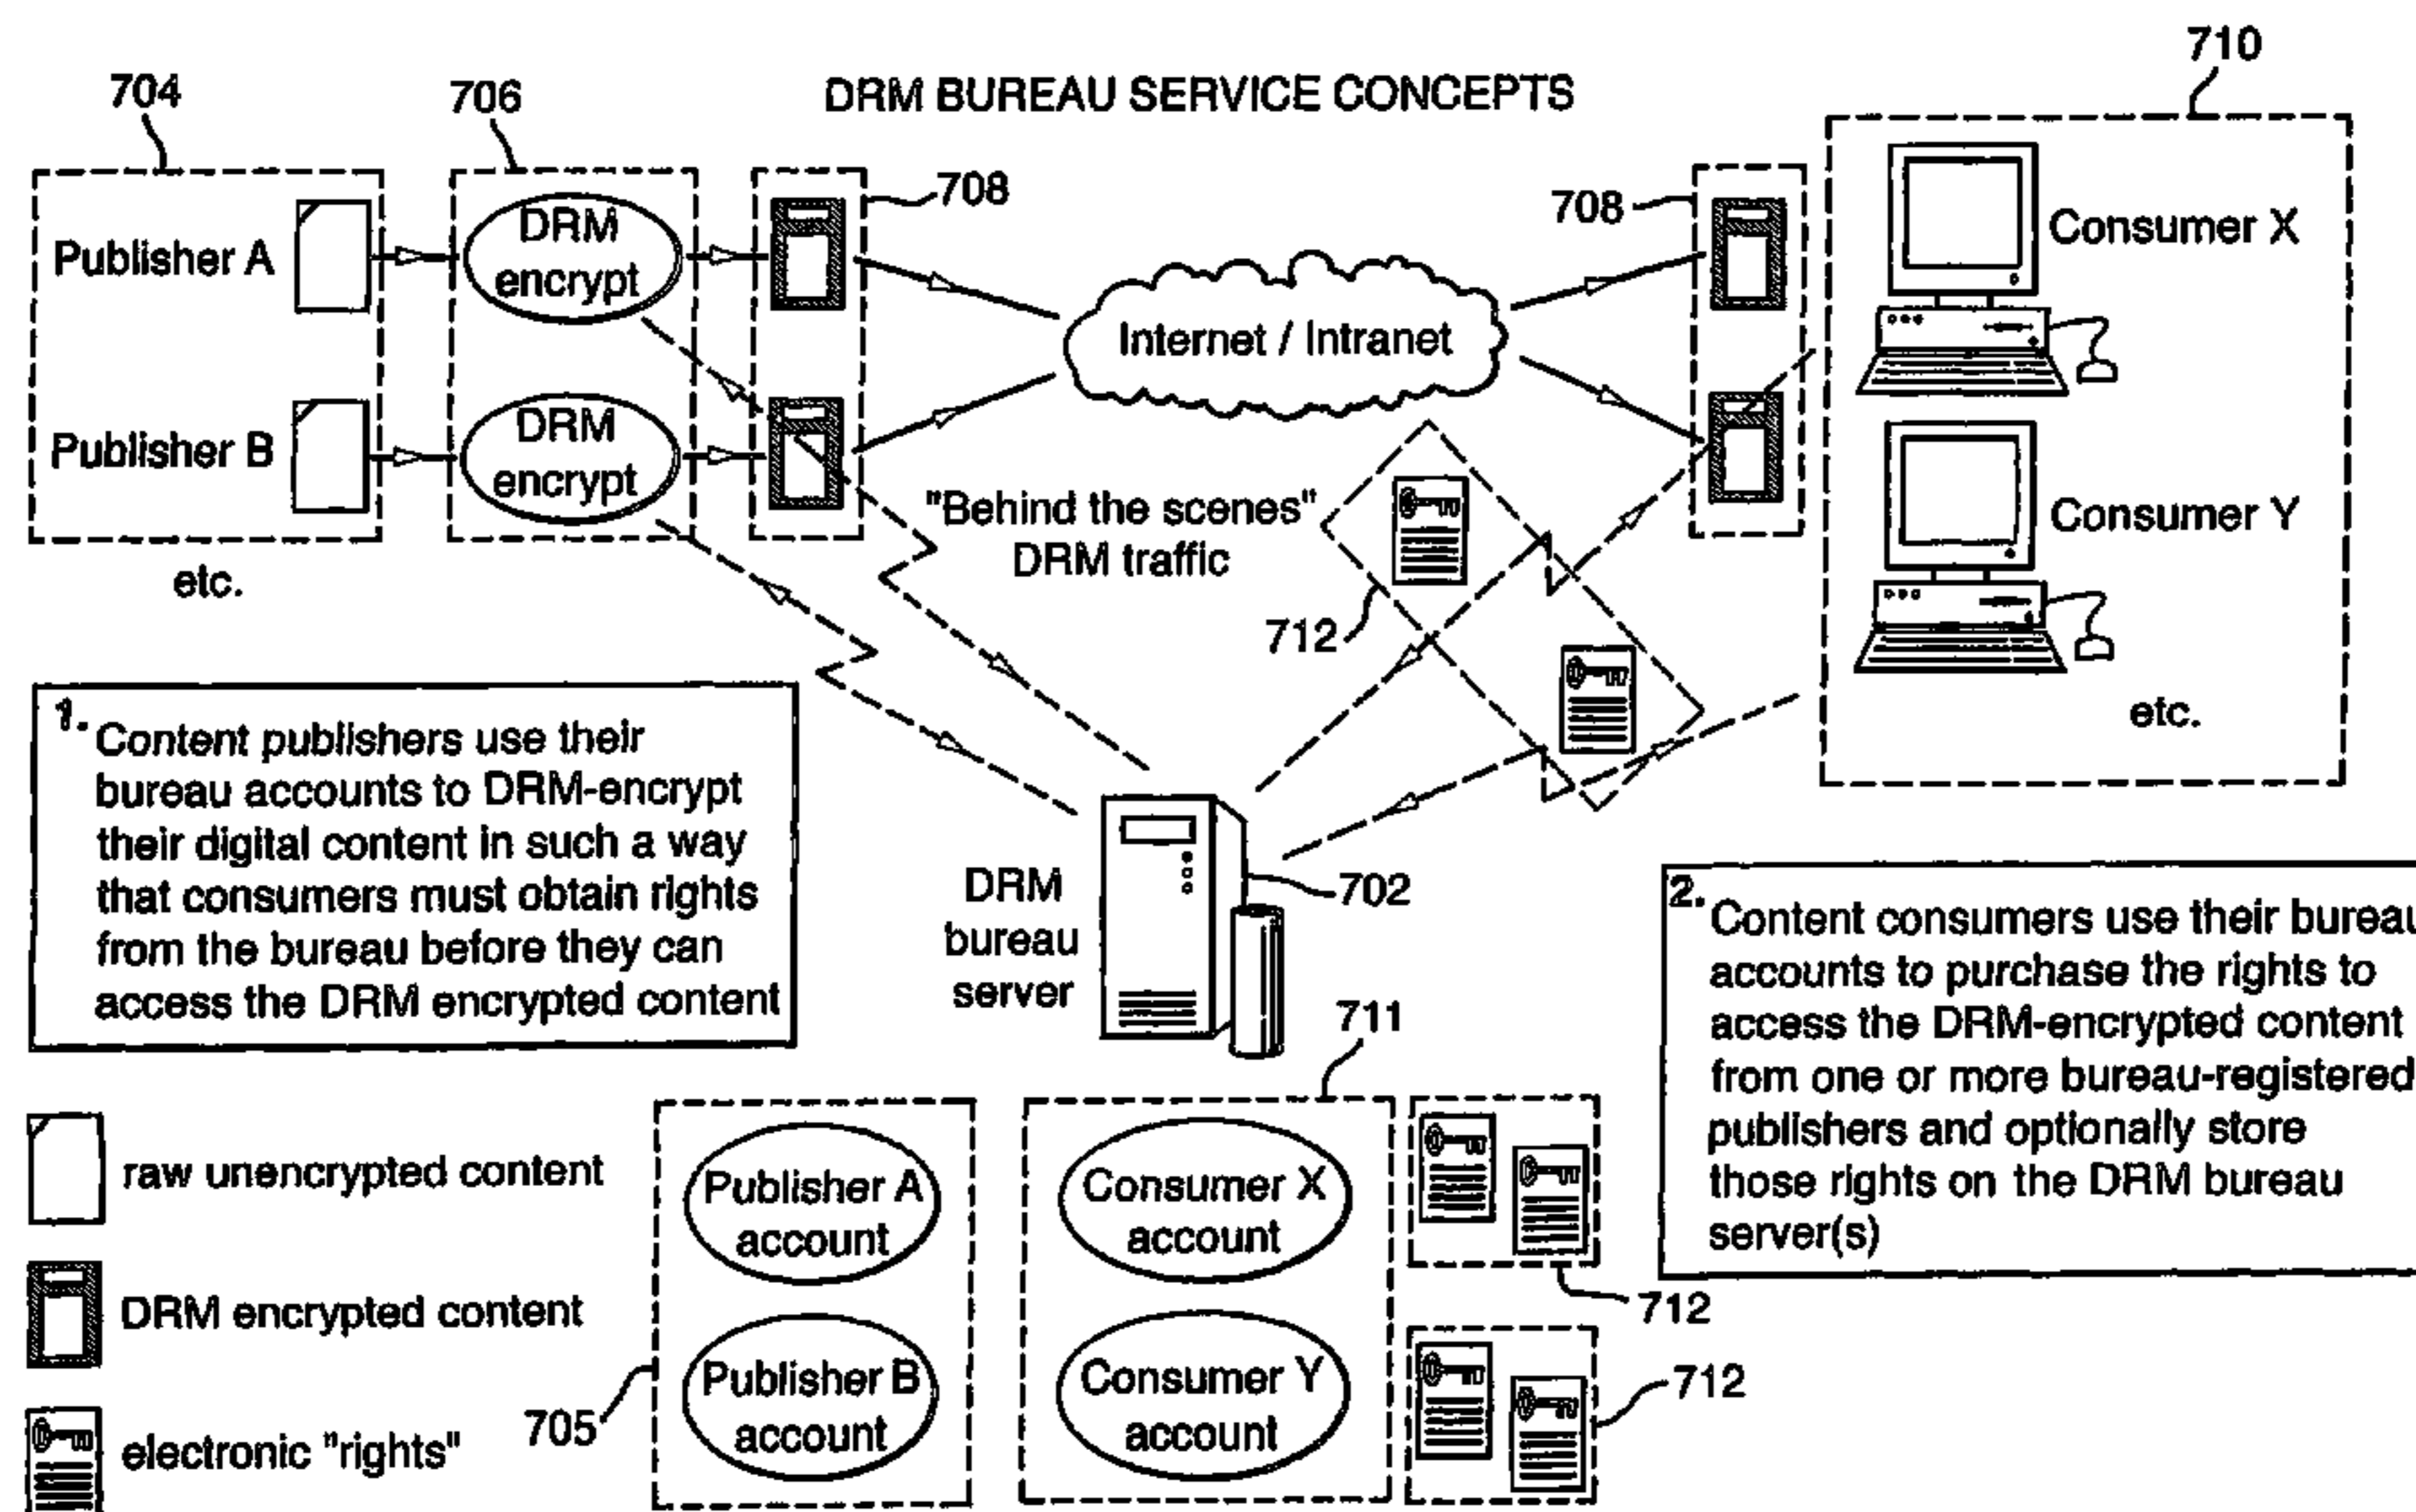 710
DRM BUREAU SERVICE CONCEPTS
704
706
708
708
Publisher A
DRM
encrypt
Internet / Intranet
Consumer X
Publisher B
DRM
encrypt
"Behind the scenes"
DRM traffic
Consumer Y
etc.
712
etc.
1. Content publishers use their
bureau accounts to DRM-encrypt
their digital content in such a way
that consumers must obtain rights
from the bureau before they can
access the DRM encrypted content
DRM
bureau
server
702
2. Content consumers use their bureau
accounts to purchase the rights to
access the DRM-encrypted content
from one or more bureau-registered
publishers and optionally store
those rights on the DRM bureau
server(s)
711
raw unencrypted content
DRM encrypted content
electronic "rights"
705
Publisher A
account
Publisher B
account
Consumer X
account
Consumer Y
account
712
712